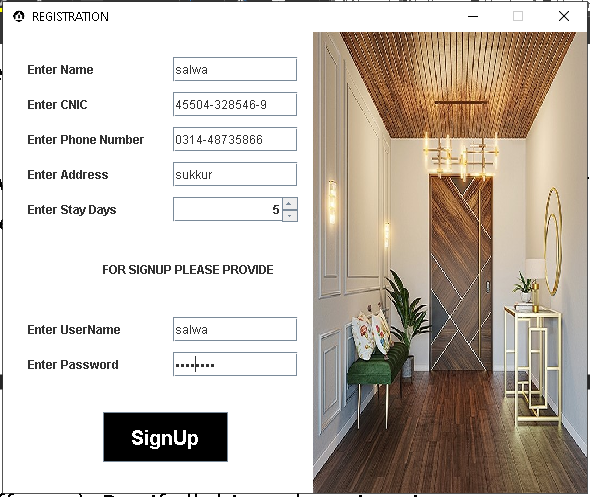 REGISTRATION
Enter Name salwa
Enter CNIC 45504-328546-9
Enter Phone Number 0314-48735866
Enter Address sukkur
Enter Stay Days 5
FOR SIGNUP PLEASE PROVIDE
Enter UserName salwa
Enter Password ••••••••
SignUp